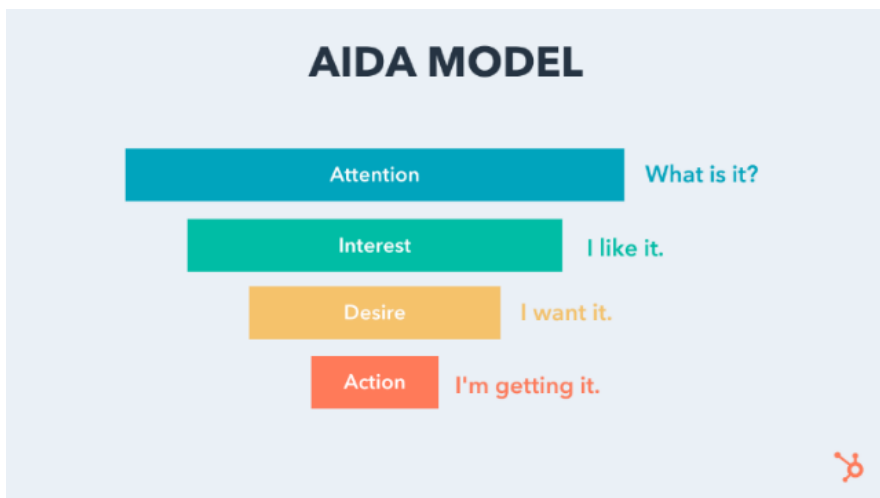 AIDA MODEL
Attention What is it?
Interest I like it.
Desire I want it.
Action I'm getting it.